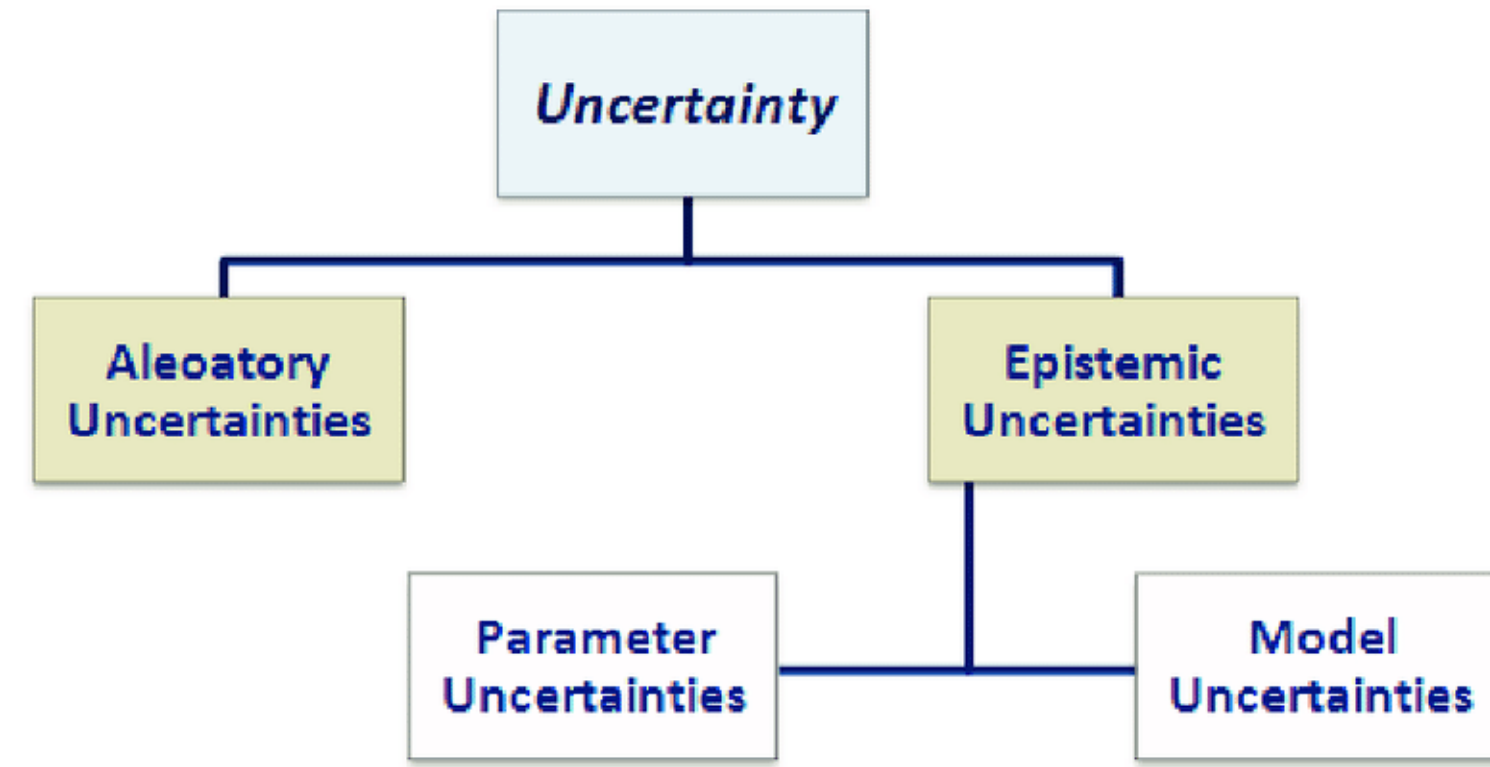 Uncertainty
Aleoatory
Uncertainties
Epistemic
Uncertainties
Parameter
Uncertainties
Model
Uncertainties